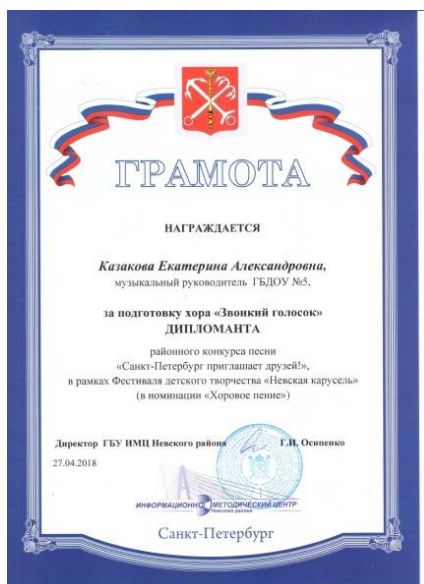 ГРАМОТА
НАГРАЖДАЕТСЯ
Казакова Екатерина Александровна,
музыкальный руководитель ГБДОУ №5,
за подготовку хора «Звонкий голосок»
ДИПЛОМАНТА
районного конкурса песни
«Санкт-Петербург приглашает друзей!»,
в рамках Фестиваля детского творчества «Невская карусель»
(в номинации «Хоровое пение»)
Директор ГБУ ИМЦ Невского района Г.И. Осипенко
27.04.2018
ИНФОРМАЦИОННО МЕТОДИЧЕСКИЙ ЦЕНТР
Невского района
Санкт-Петербург